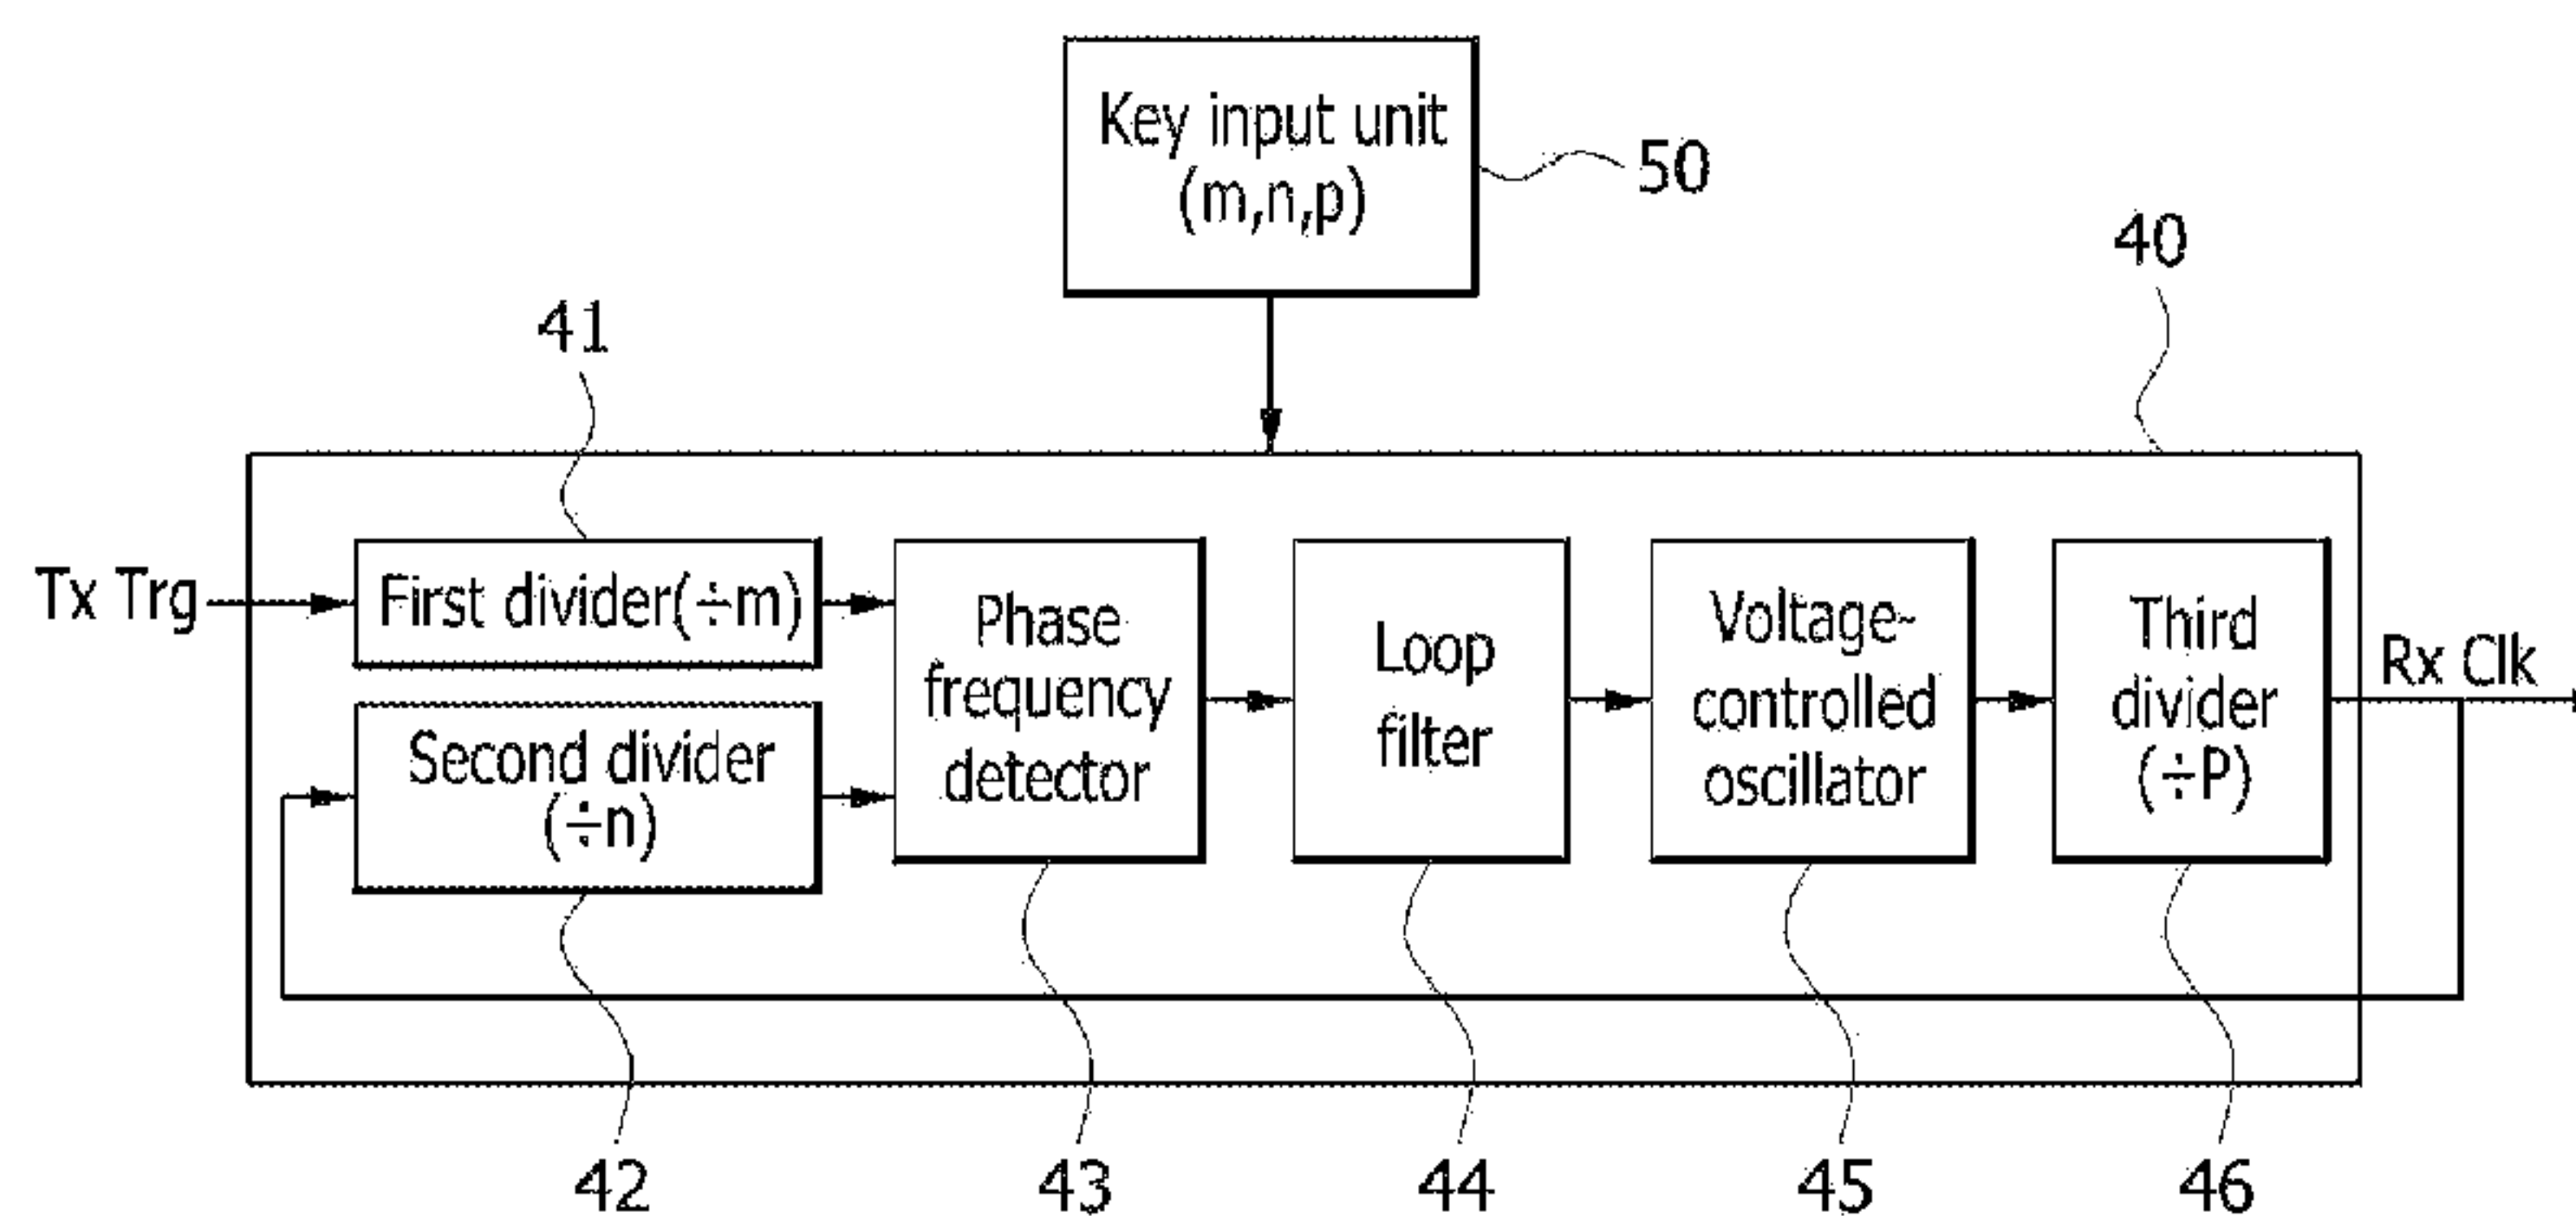 Key input unit
(m,n,p)
50
40
41
Tx Trg
First divider(÷m)
Second divider
(÷n)
Phase
frequency
detector
Loop
filter
Voltage-
controlled
oscillator
Third
divider
(÷P)
Rx Clk
42
43
44
45
46